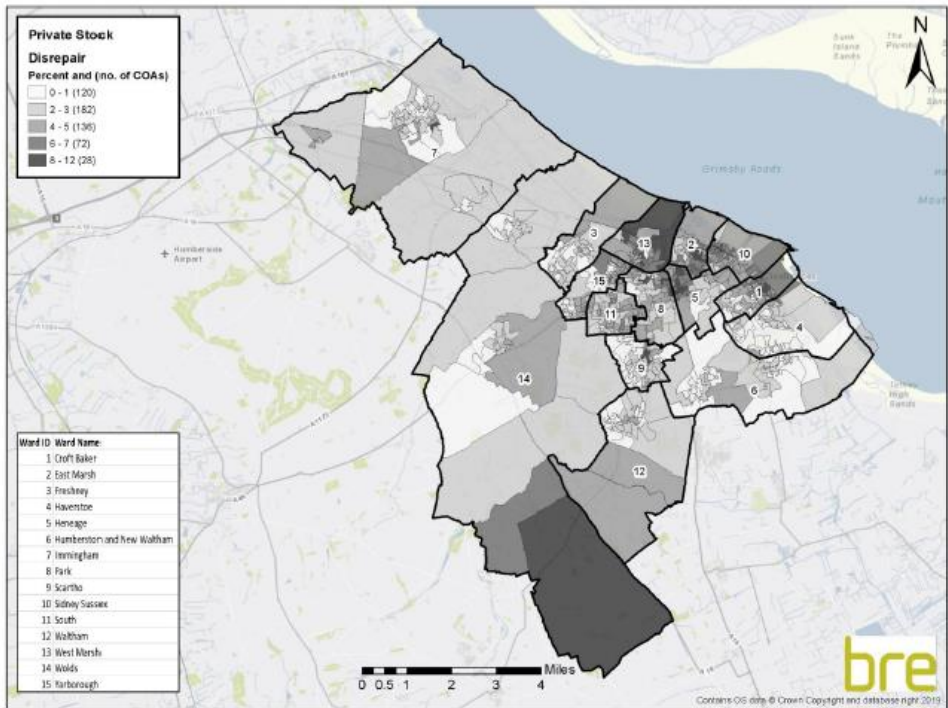 Private Stock
Disrepair
Percent and (no. of COAs)
0 - 1 (120)
2 - 3 (182)
4 - 5 (136)
6 - 7 (72)
8 - 12 (28)
N
Sunk
Island
Sands
Grimsby Roads
Humberside
Airport
7
3
13
2
10
15
1
5
11
8
4
9
14
6
12
High
Sands
Ward ID Ward Name
1 Croft Baker
2 East Marsh
3 Freshney
4 Haverstoe
5 Heneage
6 Humberston and New Waltham
7 Immingham
8 Park
9 Scartho
10 Sidney Sussex
11 South
12 Waltham
13 West Marsh
14 Wolds
15 Yarborough
Miles
0 0.5 1 2 3 4
bre
Contains OS data © Crown Copyright and database right 2019